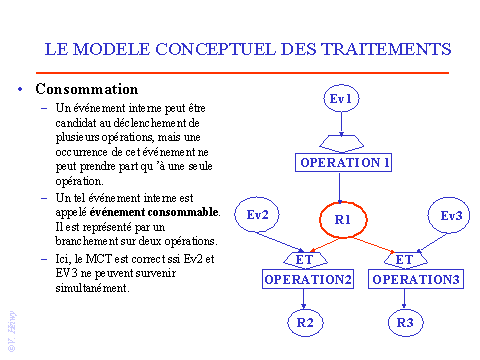 LE MODELE CONCEPTUEL DES TRAITEMENTS
• Consommation
– Un événement interne peut être
candidat au déclenchement de
plusieurs opérations, mais une
occurrence de cet événement ne
peut prendre part qu 'à une seule
opération.
– Un tel événement interne est
appelé événement consommable.
Il est représenté par un
branchement sur deux opérations.
– Ici, le MCT est correct ssi Ev2 et
EV3 ne peuvent survenir
simultanément.
Ev1
OPERATION 1
Ev2
R1
Ev3
ET
ET
OPERATION2
OPERATION3
R2
R3